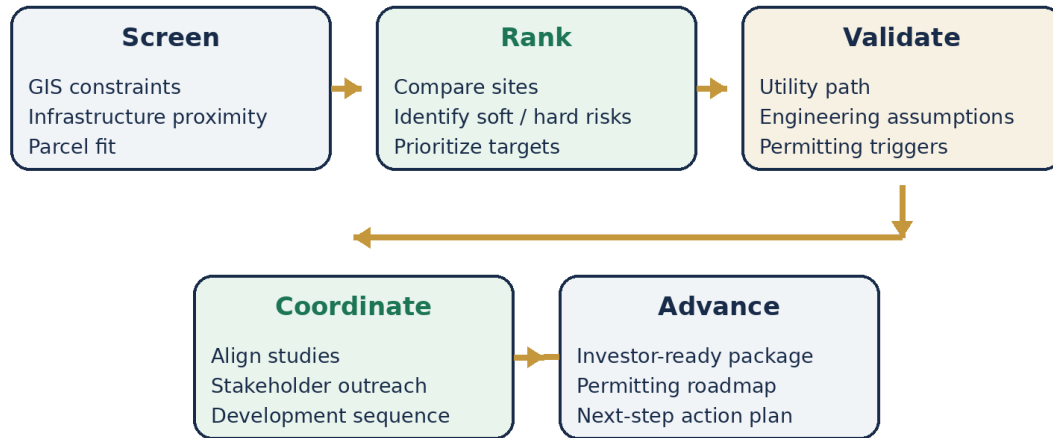 Screen
GIS constraints
Infrastructure proximity
Parcel fit
Rank
Compare sites
Identify soft / hard risks
Prioritize targets
Validate
Utility path
Engineering assumptions
Permitting triggers
Coordinate
Align studies
Stakeholder outreach
Development sequence
Advance
Investor-ready package
Permitting roadmap
Next-step action plan